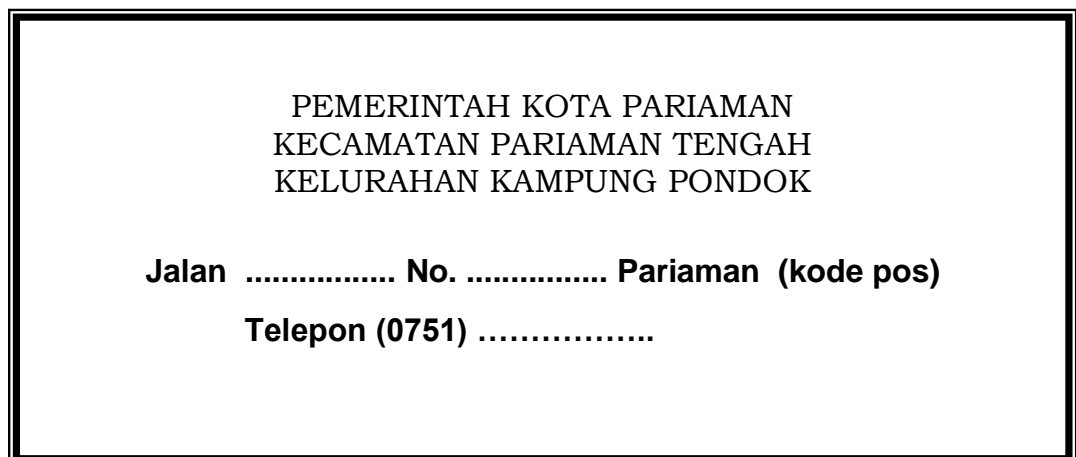 PEMERINTAH KOTA PARIAMAN
KECAMATAN PARIAMAN TENGAH
KELURAHAN KAMPUNG PONDOK
Jalan ................. No. ................ Pariaman (kode pos)
Telepon (0751) ……………..